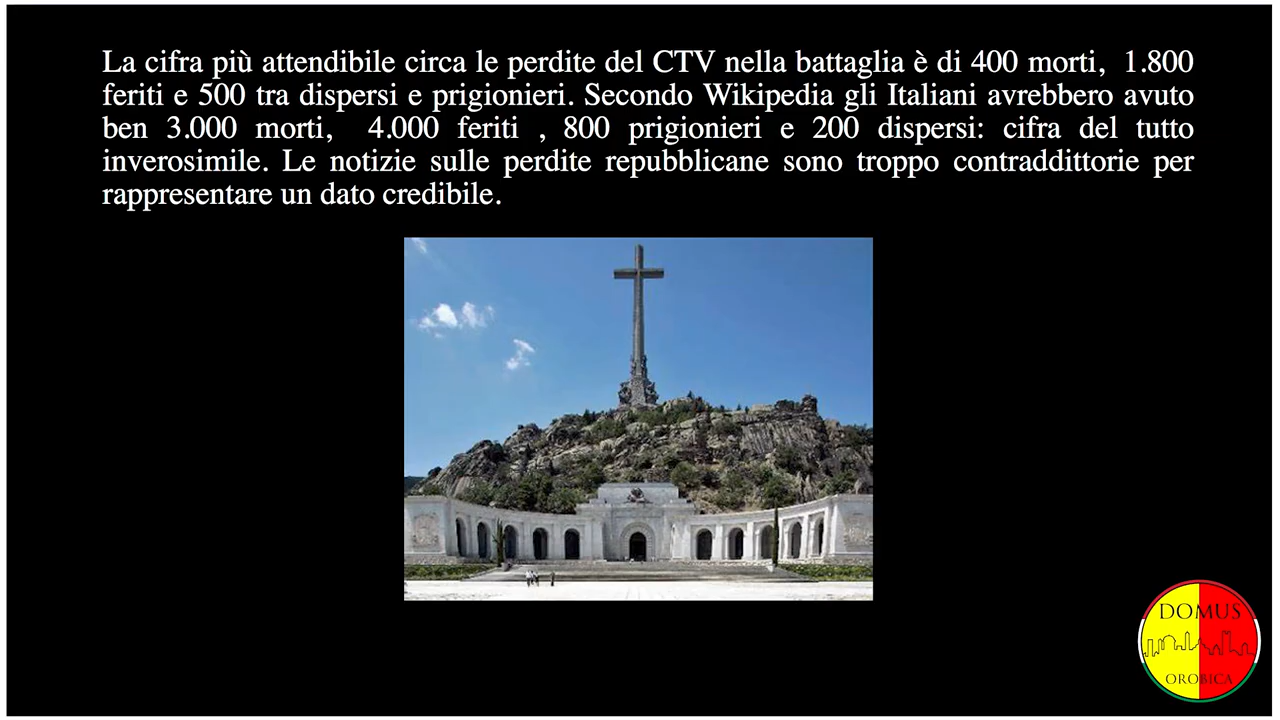 La cifra più attendibile circa le perdite del CTV nella battaglia è di 400 morti, 1.800
feriti e 500 tra dispersi e prigionieri. Secondo Wikipedia gli Italiani avrebbero avuto
ben 3.000 morti, 4.000 feriti , 800 prigionieri e 200 dispersi: cifra del tutto
inverosimile. Le notizie sulle perdite repubblicane sono troppo contraddittorie per
rappresentare un dato credibile.
DOMUS
OROBICA